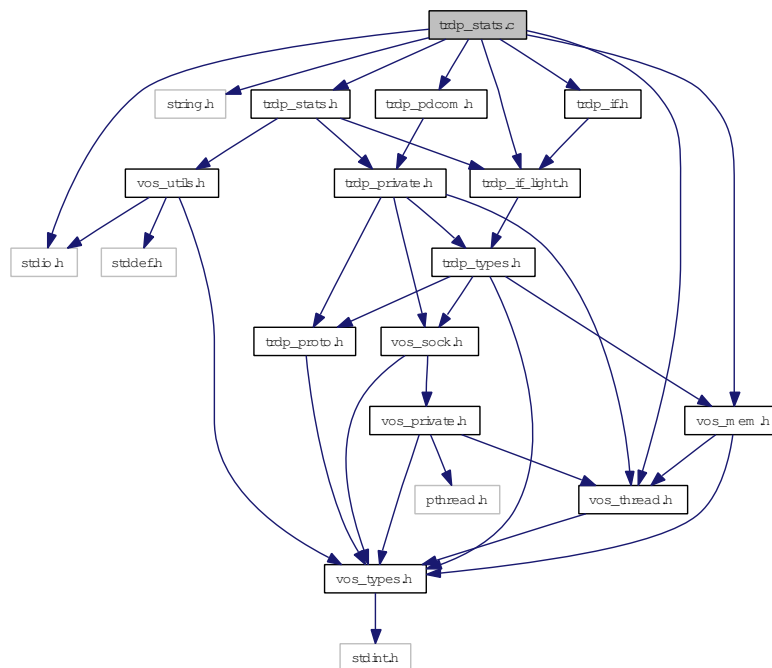 trdp_stats.c
string.h
trdp_stats.h
trdp_pdcom.h
trdp_if.h
vos_utils.h
trdp_private.h
trdp_if_light.h
stdio.h
stddef.h
trdp_types.h
trdp_proto.h
vos_sock.h
vos_private.h
vos_mem.h
pthread.h
vos_thread.h
vos_types.h
stdint.h